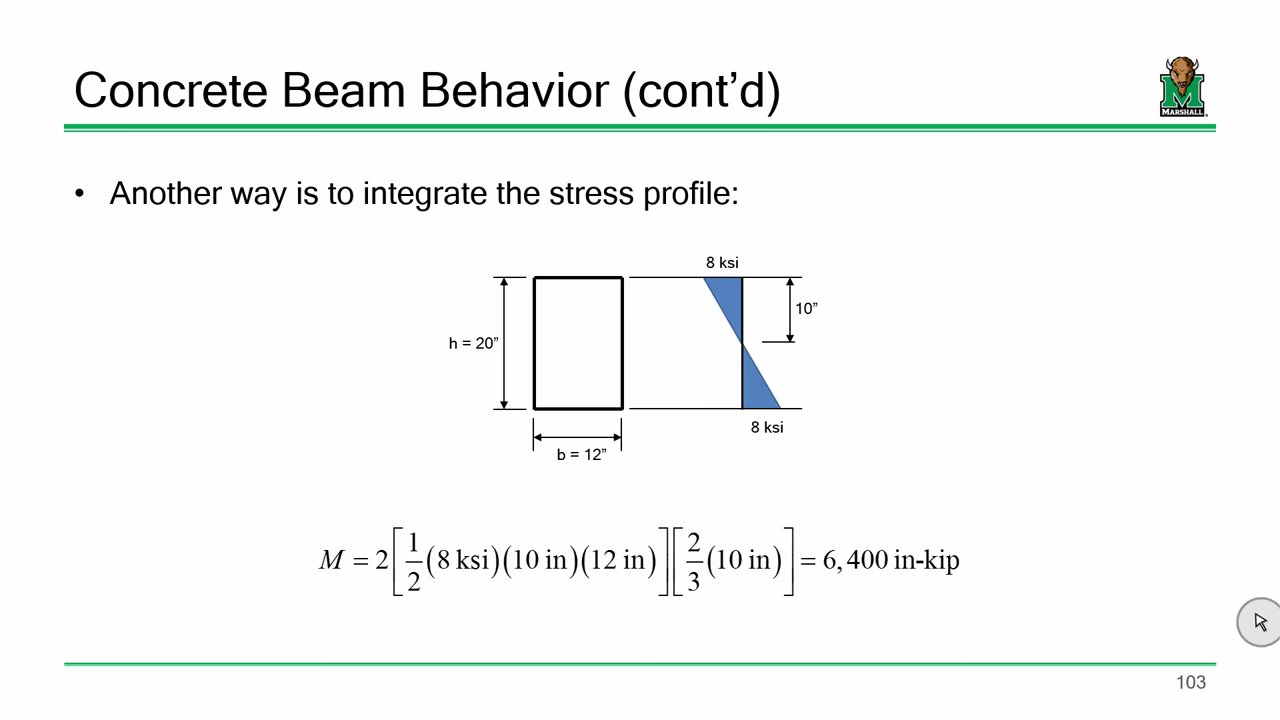 Concrete Beam Behavior (cont’d)
MARSHALL
• Another way is to integrate the stress profile:
8 ksi
10”
h = 20”
8 ksi
b = 12”
M = 2[1/2(8 ksi)(10 in)(12 in)][2/3(10 in)] = 6,400 in-kip
103